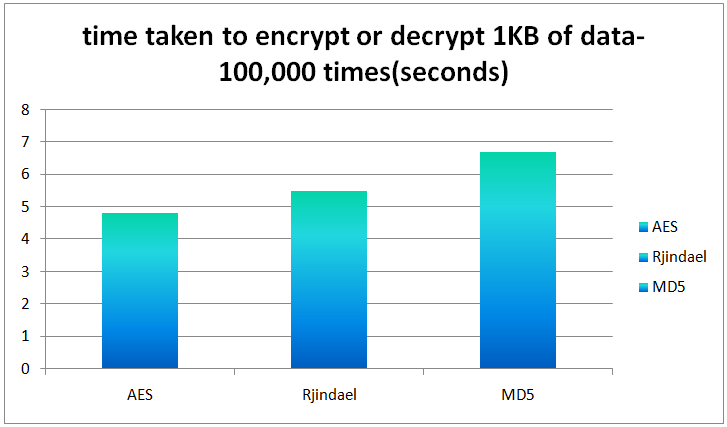 time taken to encrypt or decrypt 1KB of data-
100,000 times(seconds)
8
7
6
5
4
3
2
1
0
AES
Rjindael
MD5
AES
Rjindael
MD5